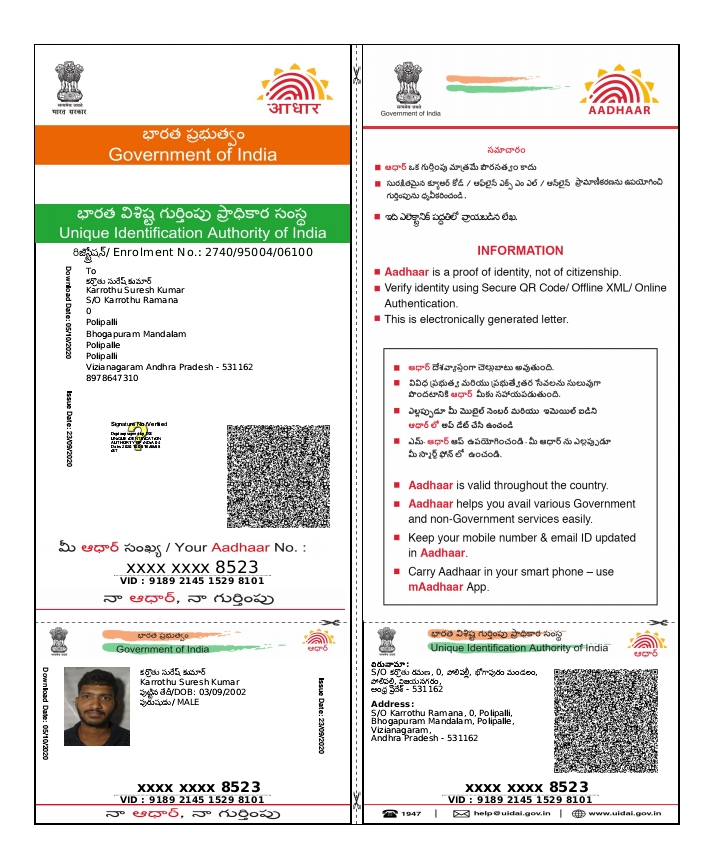 भारत सरकार
आधार
భారత ప్రభుత్వం
Government of India
భారత విశిష్ట గుర్తింపు ప్రాధికార సంస్థ
Unique Identification Authority of India
రిజిస్ట్రేషన్/ Enrolment No.: 2740/95004/06100
Download Date: 05/10/2020
Issue Date: 23/09/2020
To
కర్రొతు సురేష్ కుమార్
Karrothu Suresh Kumar
S/O Karrothu Ramana
0
Polipalli
Bhogapuram Mandalam
Polipalle
Polipalli
Vizianagaram Andhra Pradesh - 531162
8978647310
Signature Not Verified
మీ ఆధార్ సంఖ్య / Your Aadhaar No. :
xxxx xxxx 8523
VID : 9189 2145 1529 8101
నా ఆధార్, నా గుర్తింపు
Government of India
AADHAAR
సమాచారం
ఆధార్ ఒక గుర్తింపు మాత్రమే పౌరసత్వం కాదు
సురక్షితమైన క్యూఆర్ కోడ్ / ఆఫ్‌లైన్ ఎక్స్ ఎం ఎల్ / ఆన్‌లైన్ ప్రామాణీకరణను ఉపయోగించి
గుర్తింపును ధృవీకరించండి.
ఇది ఎలెక్ట్రానిక్ పద్ధతిలో వ్రాయబడిన లేఖ.
INFORMATION
Aadhaar is a proof of identity, not of citizenship.
Verify identity using Secure QR Code/ Offline XML/ Online
Authentication.
This is electronically generated letter.
ఆధార్ దేశవ్యాప్తంగా చెల్లుబాటు అవుతుంది.
వివిధ ప్రభుత్వ మరియు ప్రభుత్వేతర సేవలను సులువుగా
పొందటానికి ఆధార్ మీకు సహాయపడుతుంది.
ఎల్లప్పుడూ మీ మొబైల్ నెంబర్ మరియు ఇమెయిల్ ఐడిని
ఆధార్ లో అప్ డేట్ చేసి ఉంచండి
ఎమ్- ఆధార్ ఆప్ ఉపయోగించండి - మీ ఆధార్ ను ఎల్లప్పుడూ
మీ స్మార్ట్ ఫోన్ లో ఉంచండి.
Aadhaar is valid throughout the country.
Aadhaar helps you avail various Government
and non-Government services easily.
Keep your mobile number & email ID updated
in Aadhaar.
Carry Aadhaar in your smart phone – use
mAadhaar App.
భారత ప్రభుత్వం
Government of India
ఆధార్
Download Date: 05/10/2020
కర్రొతు సురేష్ కుమార్
Karrothu Suresh Kumar
పుట్టిన తేదీ/DOB: 03/09/2002
పురుషుడు/ MALE
Issue Date: 23/09/2020
xxxx xxxx 8523
VID : 9189 2145 1529 8101
నా ఆధార్, నా గుర్తింపు
భారత విశిష్ట గుర్తింపు ప్రాధికార సంస్థ
Unique Identification Authority of India
ఆధార్
చిరునామా:
S/O కర్రొతు రమణ, 0, పోలిపల్లి, భోగాపురం మండలం,
పోలిపల్లె, విజయనగరం,
ఆంధ్ర ప్రదేశ్ - 531162
Address:
S/O Karrothu Ramana, 0, Polipalli,
Bhogapuram Mandalam, Polipalle,
Vizianagaram,
Andhra Pradesh - 531162
xxxx xxxx 8523
VID : 9189 2145 1529 8101
1947 | help@uidai.gov.in | www.uidai.gov.in